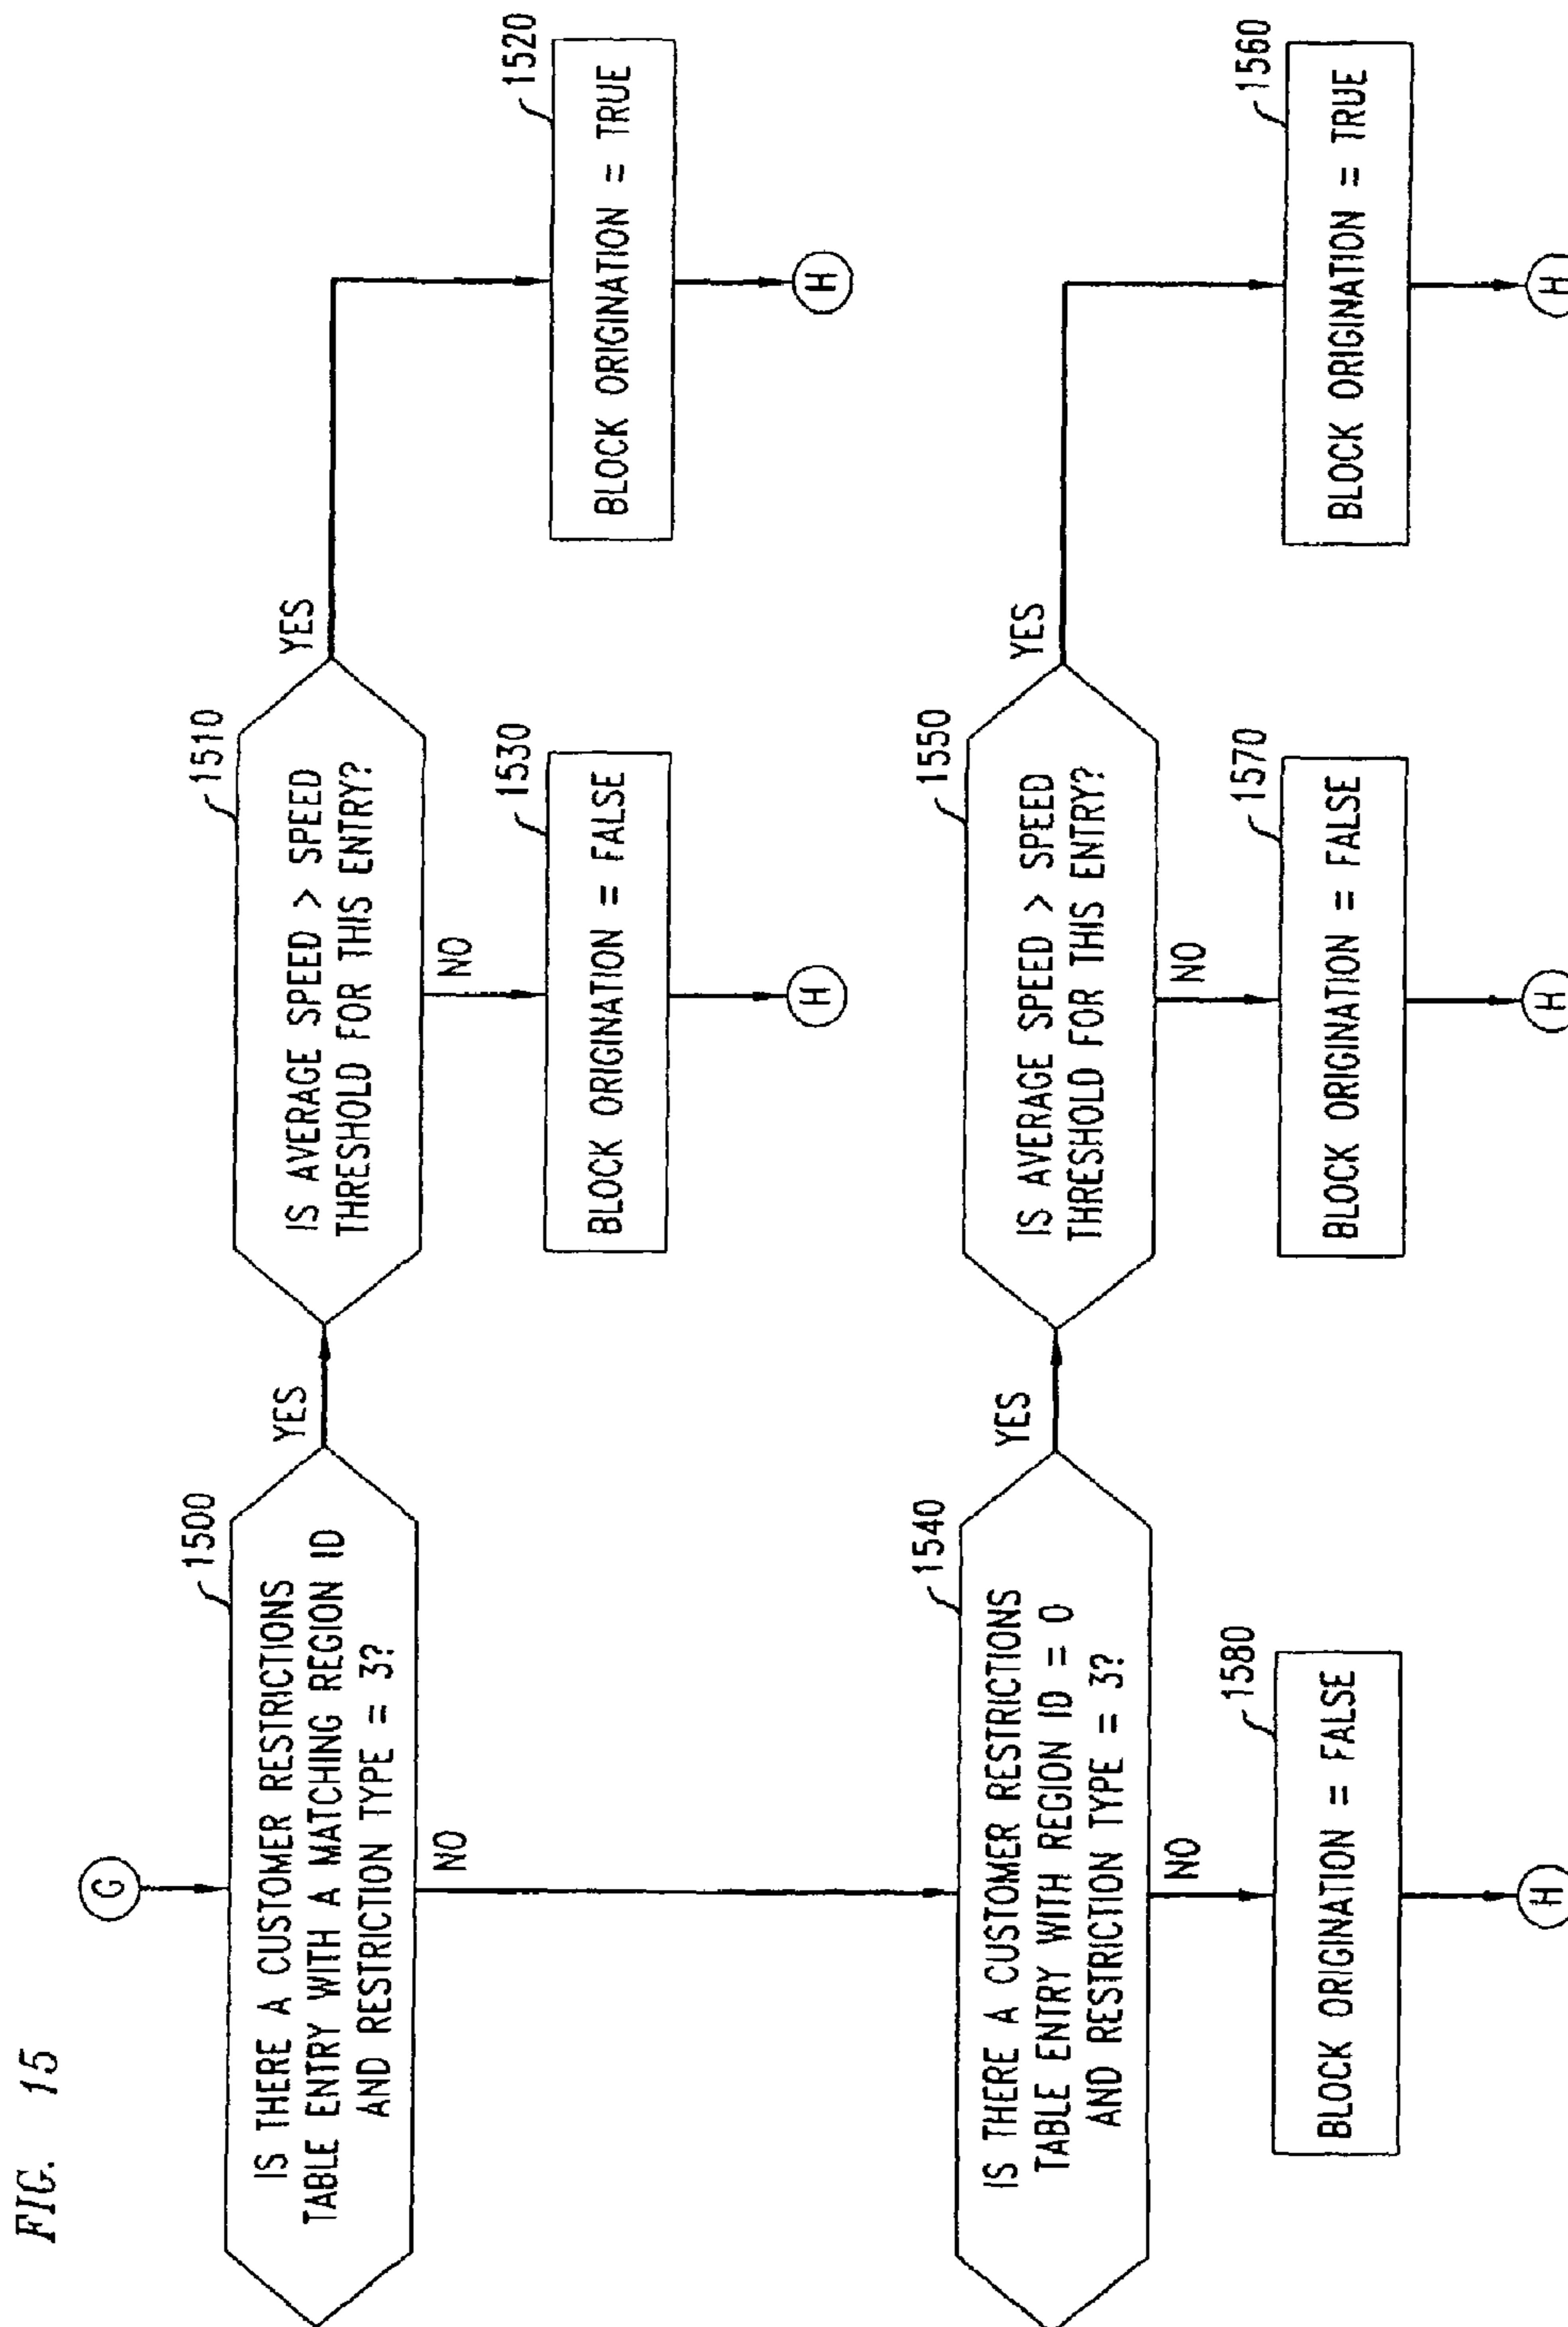 FIG. 15
G
1500
IS THERE A CUSTOMER RESTRICTIONS
TABLE ENTRY WITH A MATCHING REGION ID
AND RESTRICTION TYPE = 3?
YES
NO
1510
IS AVERAGE SPEED > SPEED
THRESHOLD FOR THIS ENTRY?
YES
NO
1520
BLOCK ORIGINATION = TRUE
H
1530
BLOCK ORIGINATION = FALSE
H
1540
IS THERE A CUSTOMER RESTRICTIONS
TABLE ENTRY WITH REGION ID = 0
AND RESTRICTION TYPE = 3?
YES
NO
1550
IS AVERAGE SPEED > SPEED
THRESHOLD FOR THIS ENTRY?
YES
NO
1560
BLOCK ORIGINATION = TRUE
H
1570
BLOCK ORIGINATION = FALSE
H
1580
BLOCK ORIGINATION = FALSE
H